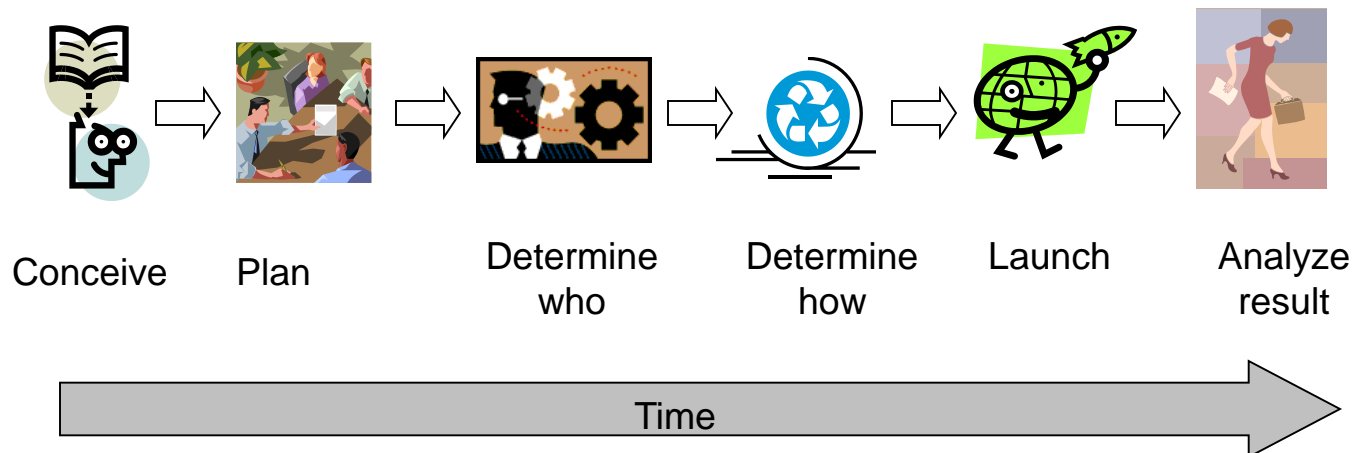 Conceive
Plan
Determine
who
Determine
how
Launch
Analyze
result
Time